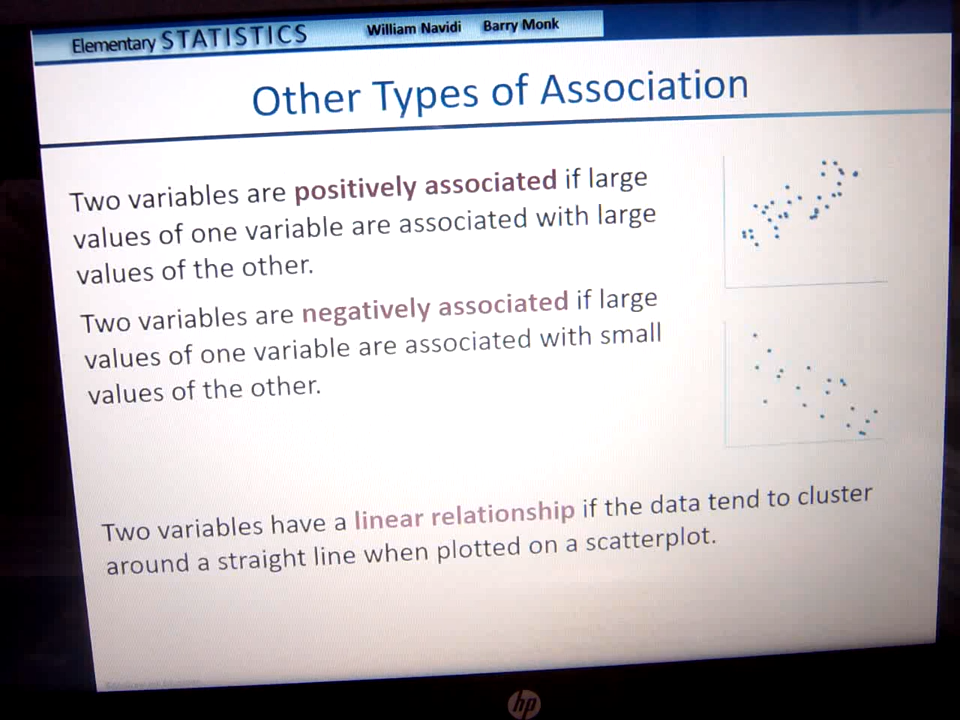 Elementary STATISTICS
William Navidi Barry Monk
Other Types of Association
Two variables are positively associated if large
values of one variable are associated with large
values of the other.
Two variables are negatively associated if large
values of one variable are associated with small
values of the other.
Two variables have a linear relationship if the data tend to cluster
around a straight line when plotted on a scatterplot.
hp